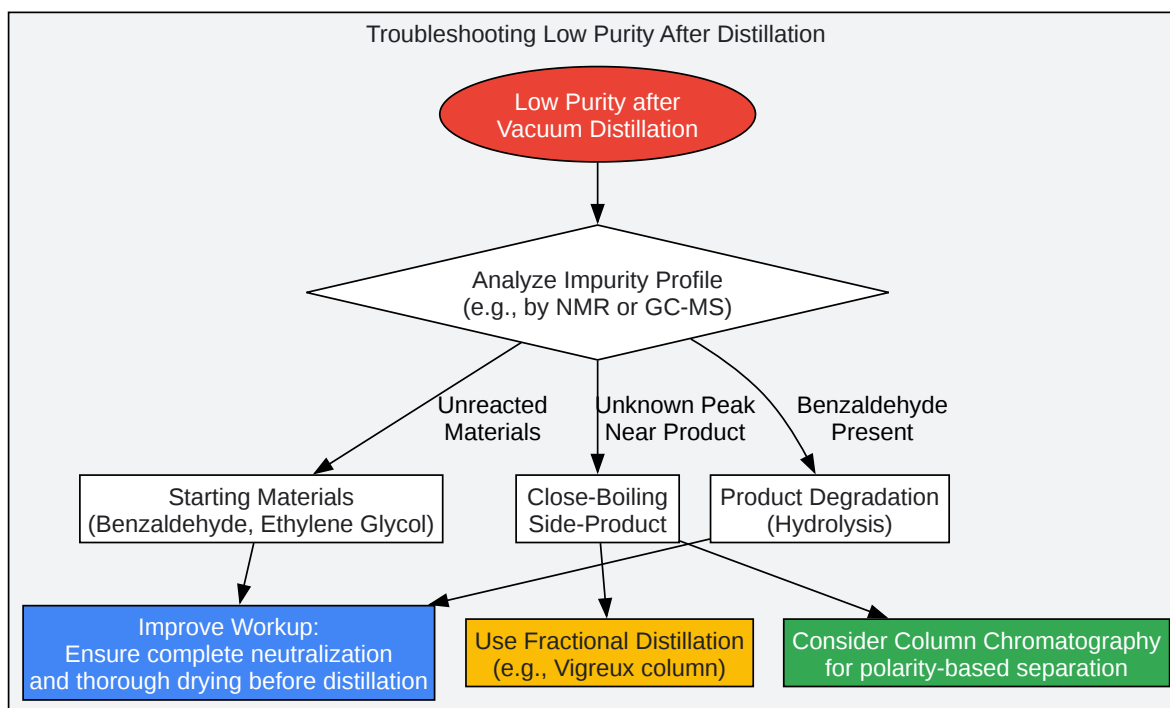 Troubleshooting Low Purity After Distillation
Low Purity after
Vacuum Distillation
Analyze Impurity Profile
(e.g., by NMR or GC-MS)
Unreacted
Materials
Unknown Peak
Near Product
Benzaldehyde
Present
Starting Materials
(Benzaldehyde, Ethylene Glycol)
Close-Boiling
Side-Product
Product Degradation
(Hydrolysis)
Improve Workup:
Ensure complete neutralization
and thorough drying before distillation
Use Fractional Distillation
(e.g., Vigreux column)
Consider Column Chromatography
for polarity-based separation